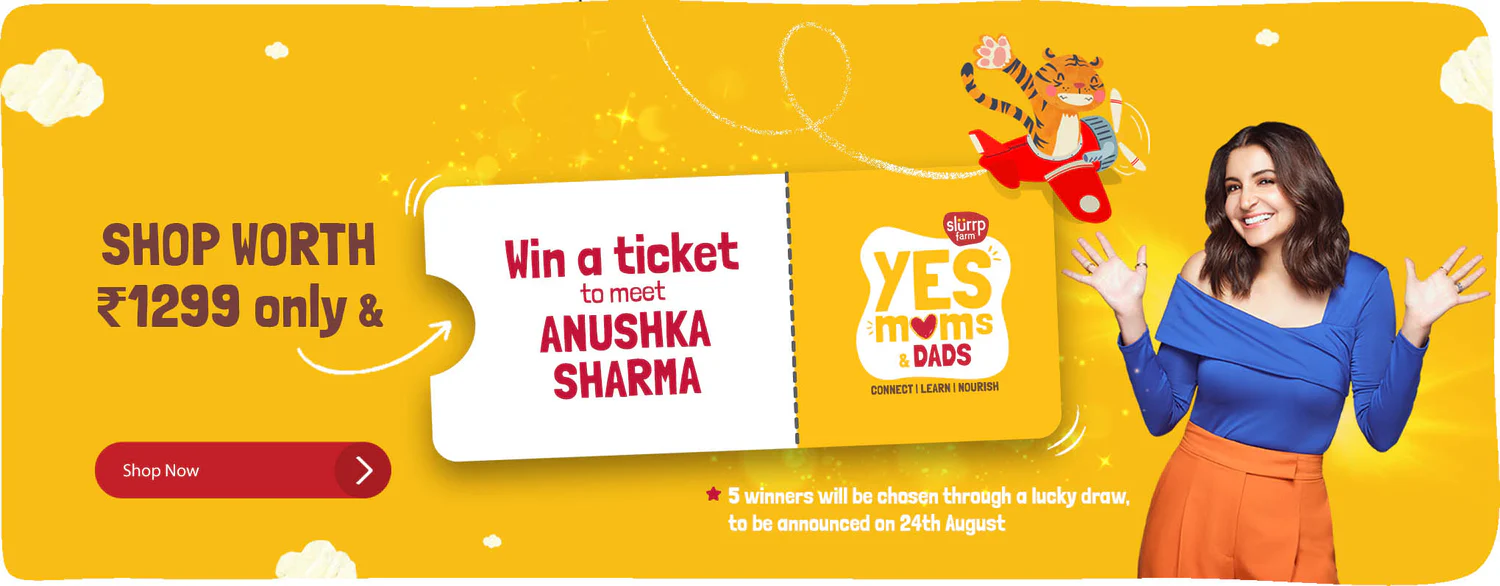 SHOP WORTH
₹1299 only &
Shop Now
Win a ticket
to meet
ANUSHKA
SHARMA
slürrp
farm
YES
moms
& DADS
CONNECT | LEARN | NOURISH
5 winners will be chosen through a lucky draw,
to be announced on 24th August